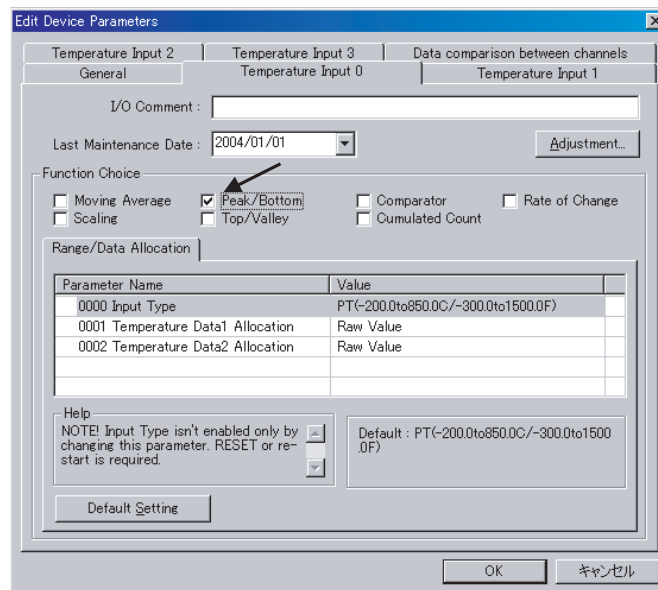 Edit Device Parameters
Temperature Input 2
Temperature Input 3
Data comparison between channels
General
Temperature Input 0
Temperature Input 1
I/O Comment :
Last Maintenance Date : 2004/01/01
Adjustment...
Function Choice
Moving Average
Peak/Bottom
Comparator
Rate of Change
Scaling
Top/Valley
Cumulated Count
Range/Data Allocation
Parameter Name Value
0000 Input Type PT(-200.0to850.0C/-300.0to1500.0F)
0001 Temperature Data1 Allocation Raw Value
0002 Temperature Data2 Allocation Raw Value
Help
NOTE! Input Type isn't enabled only by
changing this parameter. RESET or re-
start is required.
Default : PT(-200.0to850.0C/-300.0to1500
.0F)
Default Setting
OK
キャンセル